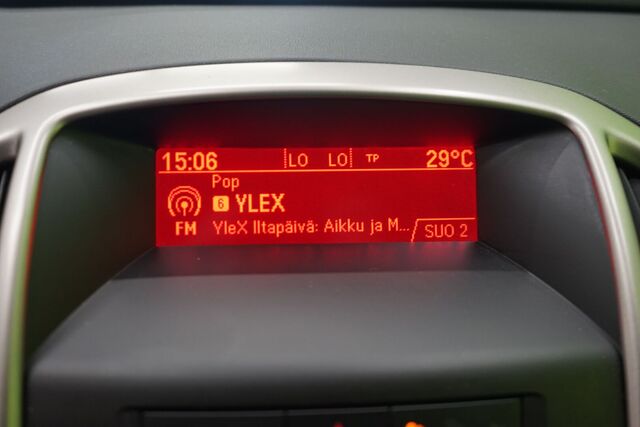 15:06 LO LO TP 29°C
Pop
6 YLEX
FM YleX Iltapäivä: Aikku ja M... SUO 2